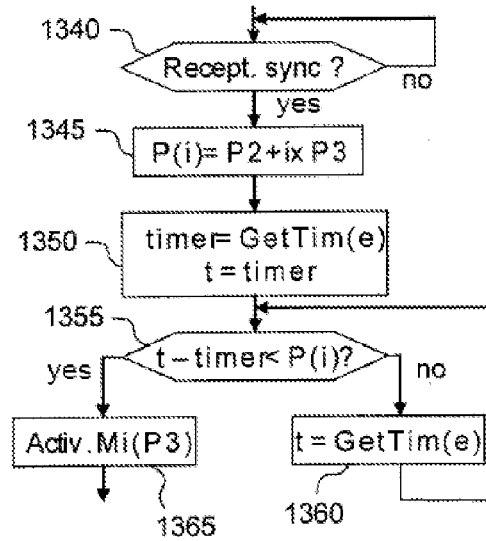 1340
Recept. sync ?
no
yes
1345
P(i)= P2+ix P3
1350
timer= GetTim(e)
t = timer
1355
t – timer< P(i)?
yes
no
Activ.Mi(P3)
t = GetTim(e)
1365
1360